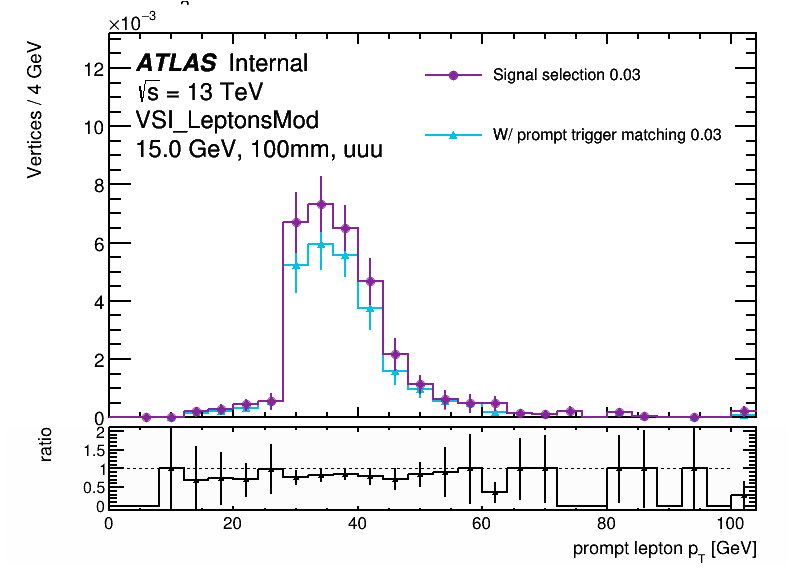 ×10⁻³
Vertices / 4 GeV
12
10
8
6
4
2
0
ATLAS Internal
√s = 13 TeV
VSI_LeptonsMod
15.0 GeV, 100mm, uuu
Signal selection 0.03
W/ prompt trigger matching 0.03
ratio
2
1.5
1
0.5
0
0 20 40 60 80 100
prompt lepton p_T [GeV]